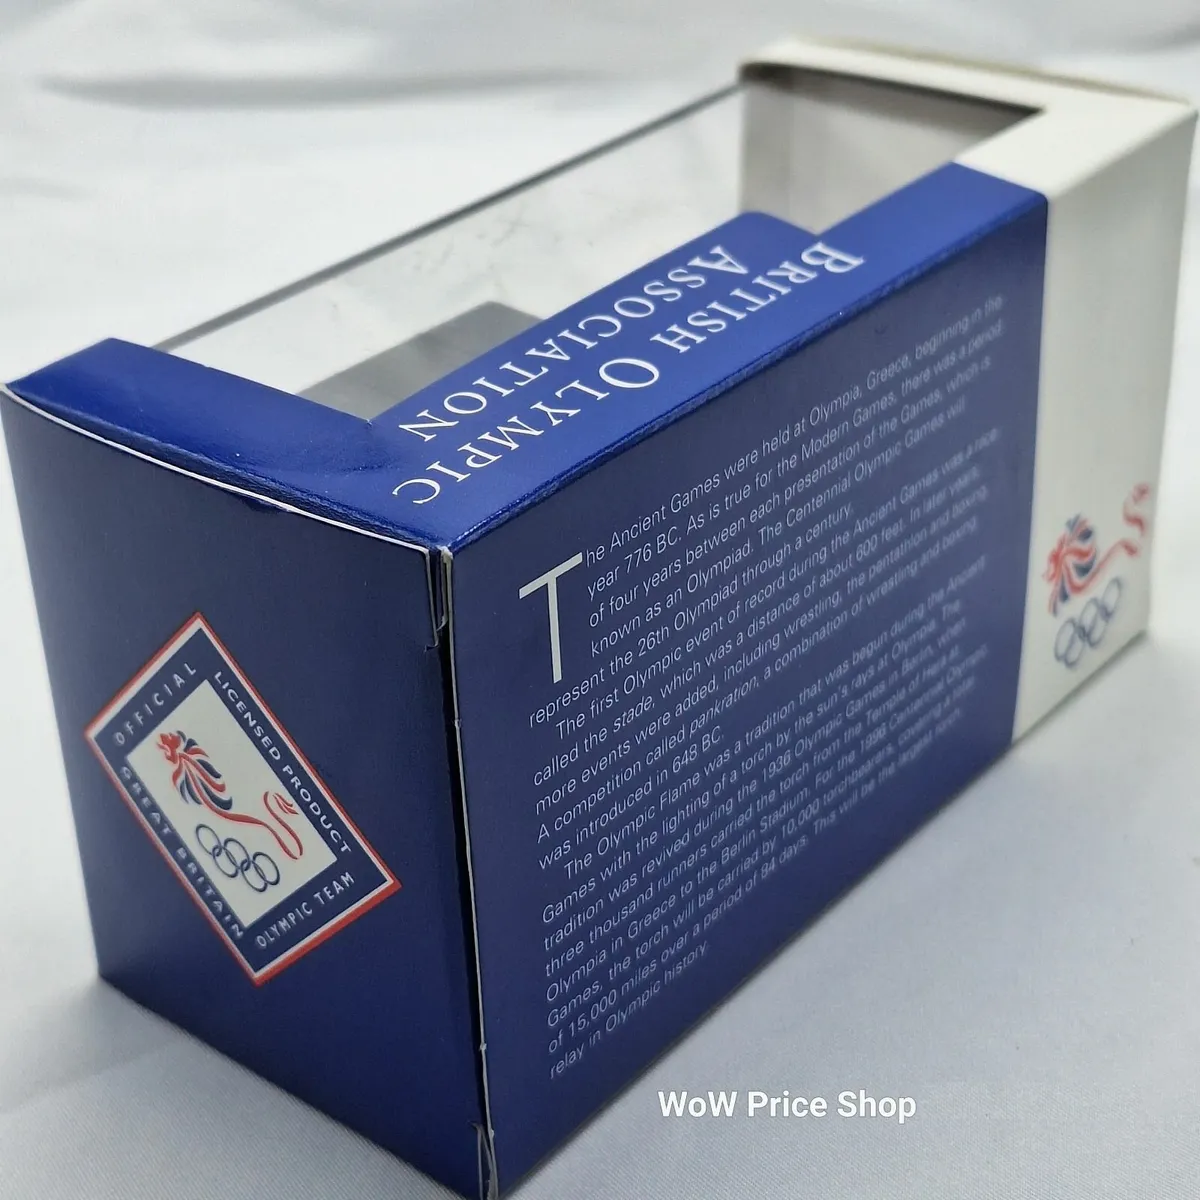 BRITISH OLYMPIC
ASSOCIATION
The Ancient Games were held at Olympia, Greece, beginning in the
year 776 BC. As is true for the Modern Games, there was a period
of four years between each presentation of the Games, which is
known as an Olympiad. The Centennial Olympic Games will
represent the 26th Olympiad through a century.
The first Olympic event of record during the Ancient Games was a race
called the stade, which was a distance of about 600 feet. In later years,
more events were added, including wrestling, the pentathlon and boxing.
A competition called pankration, a combination of wrestling and boxing
was introduced in 648 BC.
The Olympic Flame was a tradition that was begun during the Ancient
Games with the lighting of a torch by the sun's rays at Olympia. The
tradition was revived during the 1936 Olympic Games in Berlin, when
three thousand runners carried the torch from the Temple of Hera at
Olympia in Greece to the Berlin Stadium. For the 1996 Centennial Olympic
Games, the torch will be carried by 10,000 torchbearers, covering a total
of 15,000 miles over a period of 84 days. This will be the largest torch
relay in Olympic history.
OFFICIAL
LICENSED PRODUCT
GREAT BRITAIN
OLYMPIC TEAM
WoW Price Shop